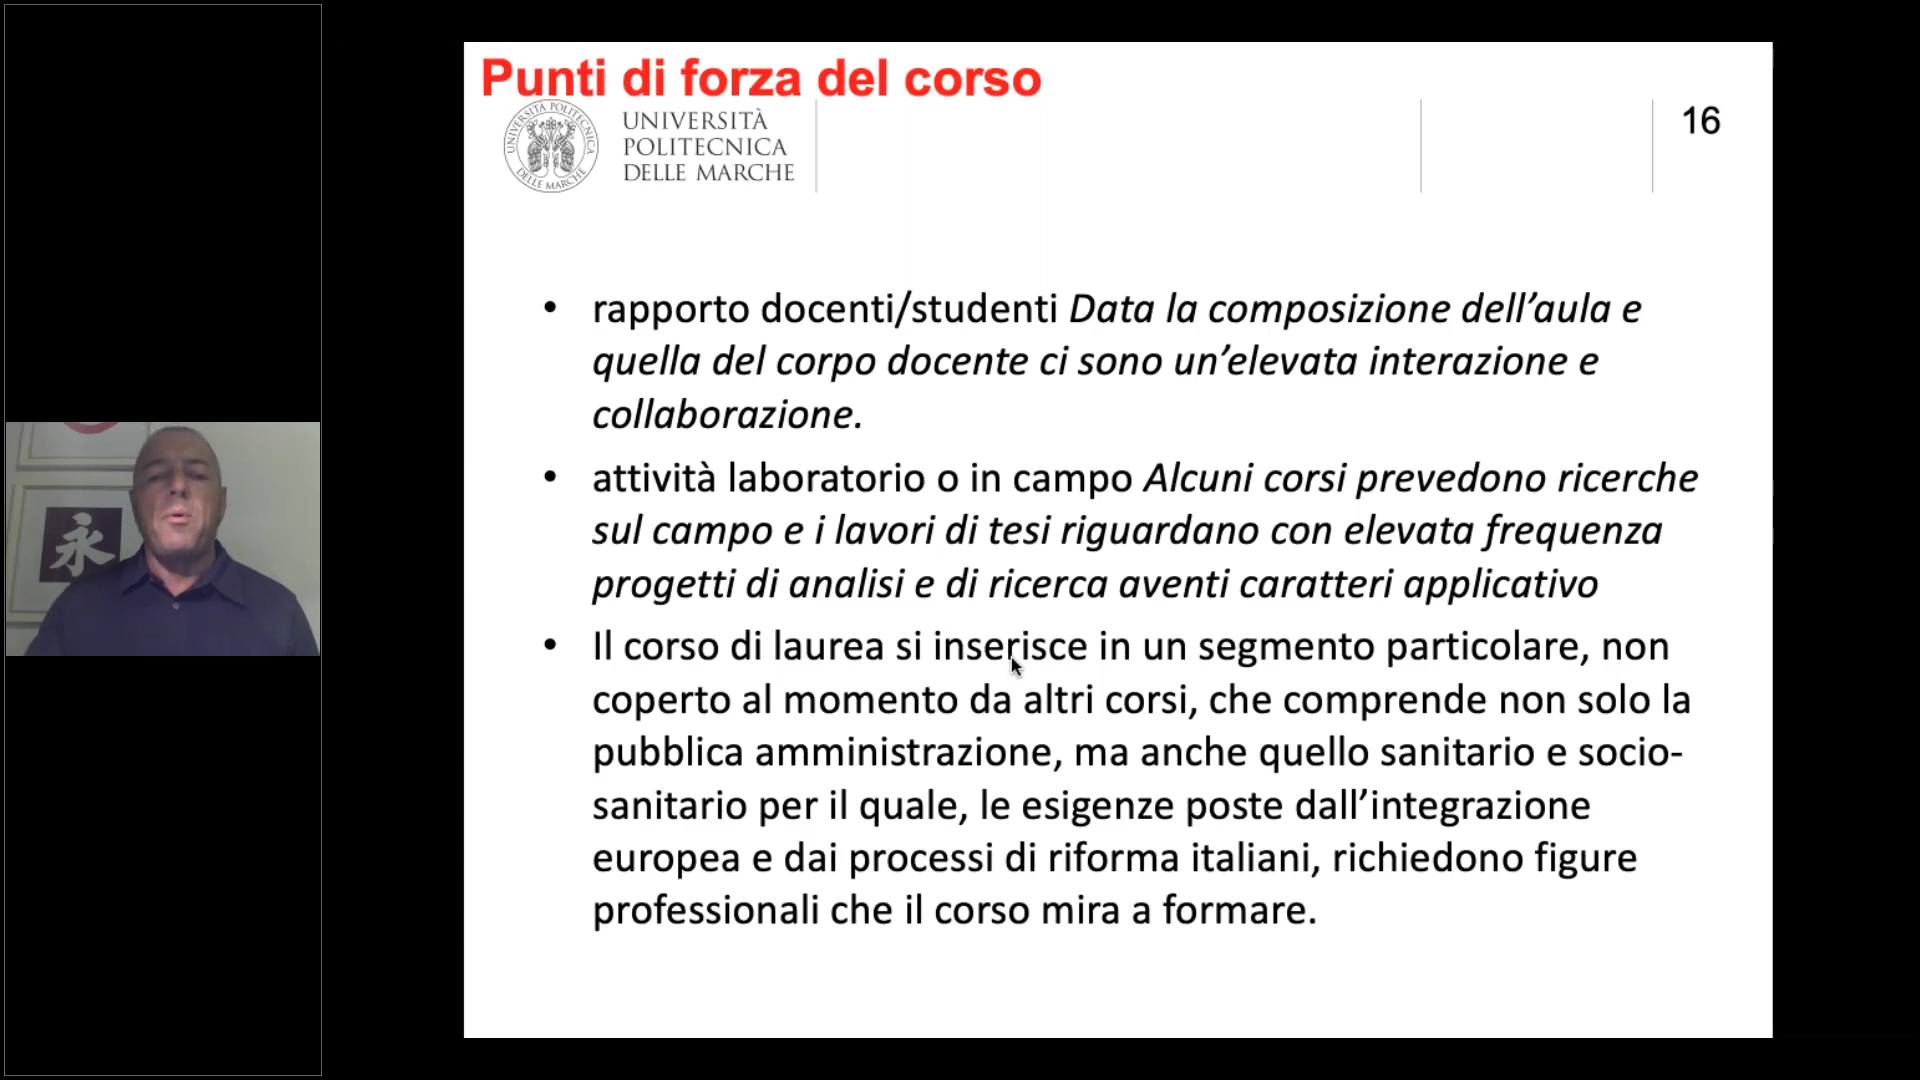 Punti di forza del corso
UNIVERSITÀ
POLITECNICA
DELLE MARCHE
UNIVERSITÀ POLITECNICA
DELLE MARCHE
16
• rapporto docenti/studenti Data la composizione dell’aula e
quella del corpo docente ci sono un’elevata interazione e
collaborazione.
• attività laboratorio o in campo Alcuni corsi prevedono ricerche
sul campo e i lavori di tesi riguardano con elevata frequenza
progetti di analisi e di ricerca aventi caratteri applicativo
• Il corso di laurea si inserisce in un segmento particolare, non
coperto al momento da altri corsi, che comprende non solo la
pubblica amministrazione, ma anche quello sanitario e socio-
sanitario per il quale, le esigenze poste dall’integrazione
europea e dai processi di riforma italiani, richiedono figure
professionali che il corso mira a formare.
永